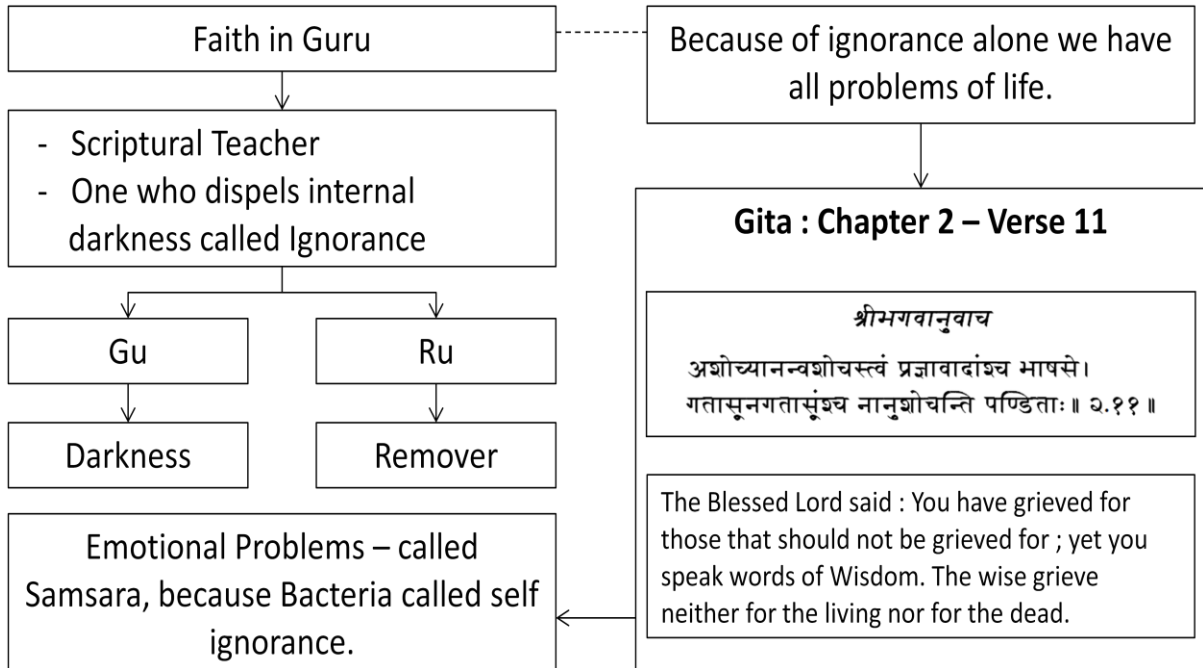 Faith in Guru
Because of ignorance alone we have
all problems of life.
- Scriptural Teacher
- One who dispels internal
darkness called Ignorance
Gu
Ru
Darkness
Remover
Gita : Chapter 2 – Verse 11
श्रीभगवानुवाच
अशोच्यानन्वशोचस्त्वं प्रज्ञावादांश्च भाषसे।
गतासूनगतासूंश्च नानुशोचन्ति पण्डिताः॥ २.११॥
The Blessed Lord said : You have grieved for
those that should not be grieved for ; yet you
speak words of Wisdom. The wise grieve
neither for the living nor for the dead.
Emotional Problems – called
Samsara, because Bacteria called self
ignorance.